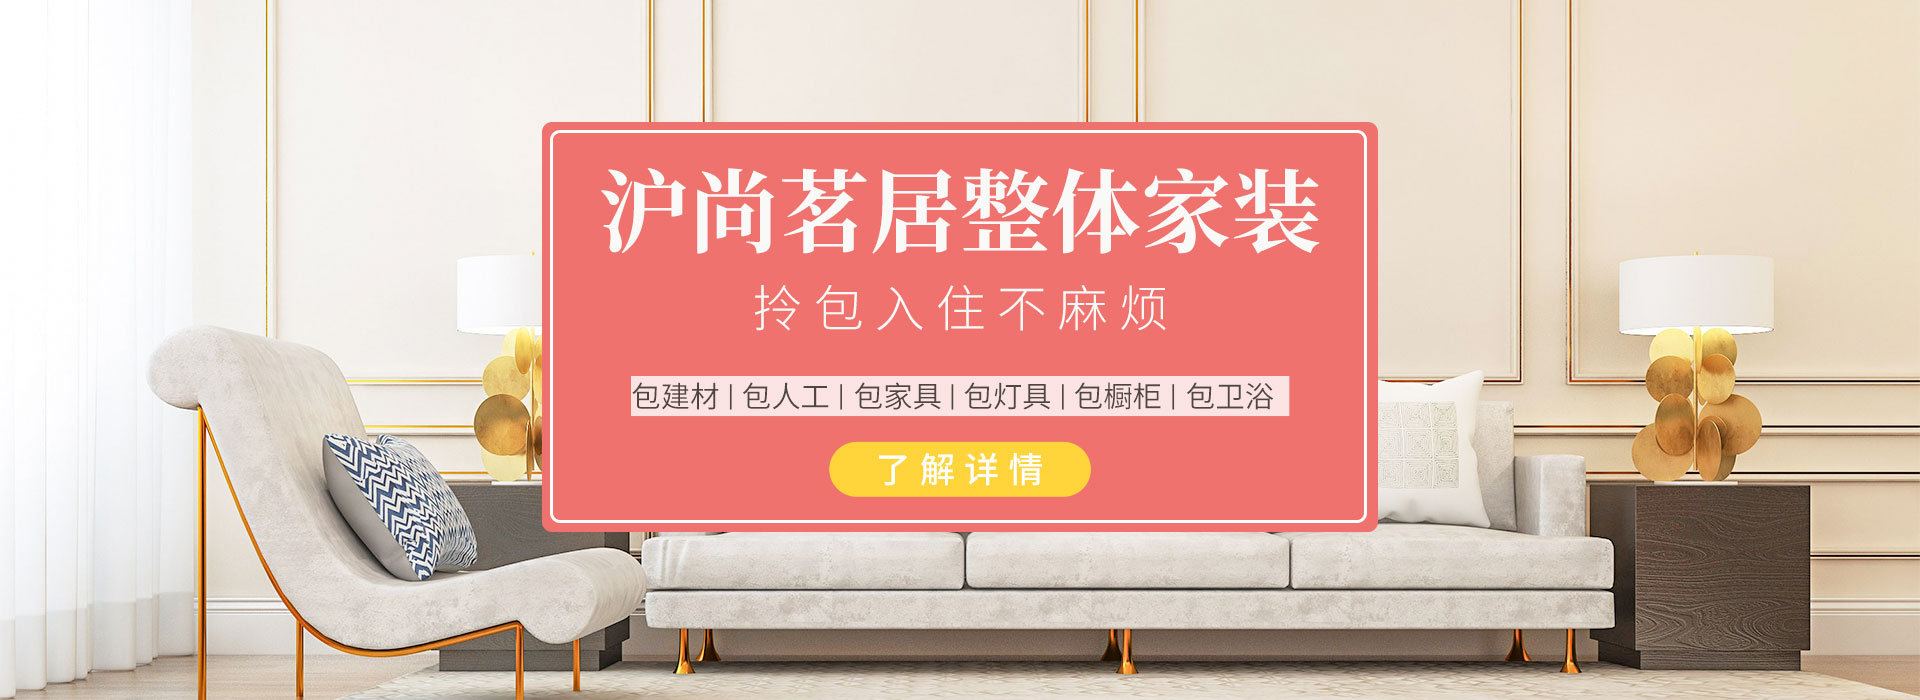 沪尚茗居整体家装
拎包入住不麻烦
包建材 | 包人工 | 包家具 | 包灯具 | 包橱柜 | 包卫浴
了解详情